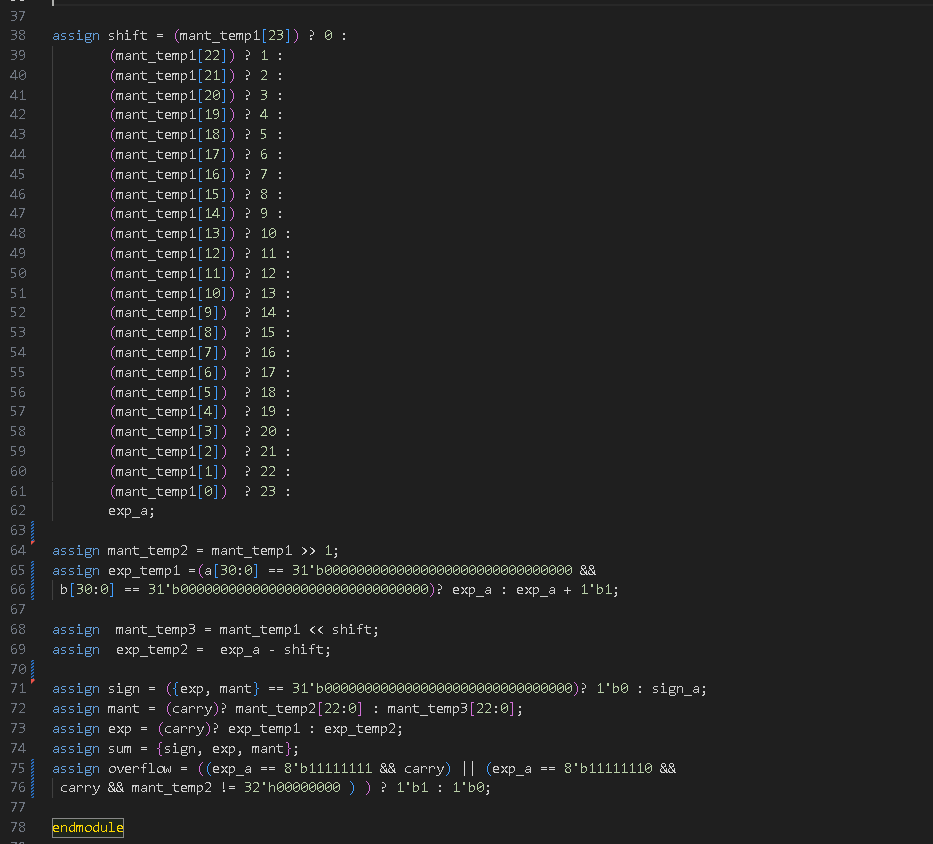 37
38 assign shift = (mant_temp1[23]) ? 0 :
39 (mant_temp1[22]) ? 1 :
40 (mant_temp1[21]) ? 2 :
41 (mant_temp1[20]) ? 3 :
42 (mant_temp1[19]) ? 4 :
43 (mant_temp1[18]) ? 5 :
44 (mant_temp1[17]) ? 6 :
45 (mant_temp1[16]) ? 7 :
46 (mant_temp1[15]) ? 8 :
47 (mant_temp1[14]) ? 9 :
48 (mant_temp1[13]) ? 10 :
49 (mant_temp1[12]) ? 11 :
50 (mant_temp1[11]) ? 12 :
51 (mant_temp1[10]) ? 13 :
52 (mant_temp1[9])  ? 14 :
53 (mant_temp1[8])  ? 15 :
54 (mant_temp1[7])  ? 16 :
55 (mant_temp1[6])  ? 17 :
56 (mant_temp1[5])  ? 18 :
57 (mant_temp1[4])  ? 19 :
58 (mant_temp1[3])  ? 20 :
59 (mant_temp1[2])  ? 21 :
60 (mant_temp1[1])  ? 22 :
61 (mant_temp1[0])  ? 23 :
62 exp_a;
63
64 assign mant_temp2 = mant_temp1 >> 1;
65 assign exp_temp1 =(a[30:0] == 31'b0000000000000000000000000000000 &&
66 b[30:0] == 31'b0000000000000000000000000000000)? exp_a : exp_a + 1'b1;
67
68 assign  mant_temp3 = mant_temp1 << shift;
69 assign  exp_temp2 =  exp_a - shift;
70
71 assign sign = ({exp, mant} == 31'b0000000000000000000000000000000)? 1'b0 : sign_a;
72 assign mant = (carry)? mant_temp2[22:0] : mant_temp3[22:0];
73 assign exp = (carry)? exp_temp1 : exp_temp2;
74 assign sum = {sign, exp, mant};
75 assign overflow = ((exp_a == 8'b11111111 && carry) || (exp_a == 8'b11111110 &&
76 carry && mant_temp2 != 32'h00000000 ) ) ? 1'b1 : 1'b0;
77
78 endmodule